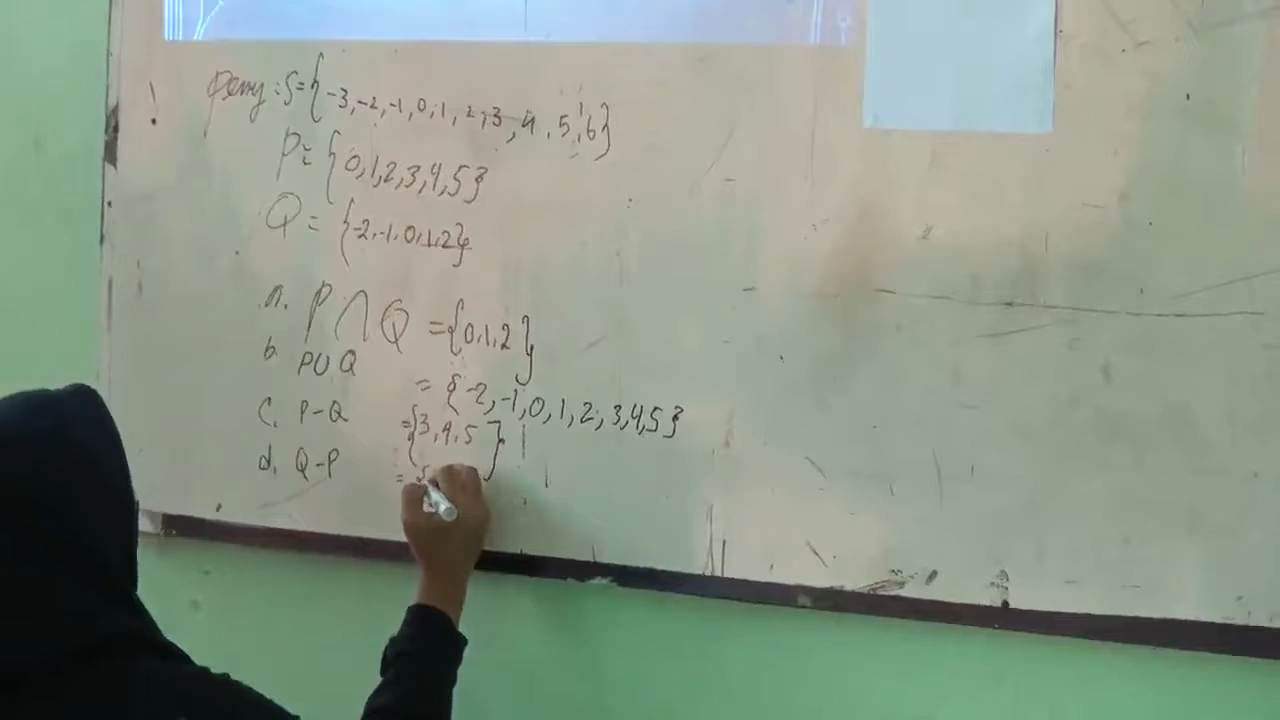 Peny : S = {-3, -2, -1, 0, 1, 2, 3, 4, 5, 6}
P = {0, 1, 2, 3, 4, 5}
Q = {-2, -1, 0, 1, 2}
a. P ∩ Q = {0, 1, 2}
b. P U Q = {-2, -1, 0, 1, 2, 3, 4, 5}
c. P - Q = {3, 4, 5}
d. Q - P = {